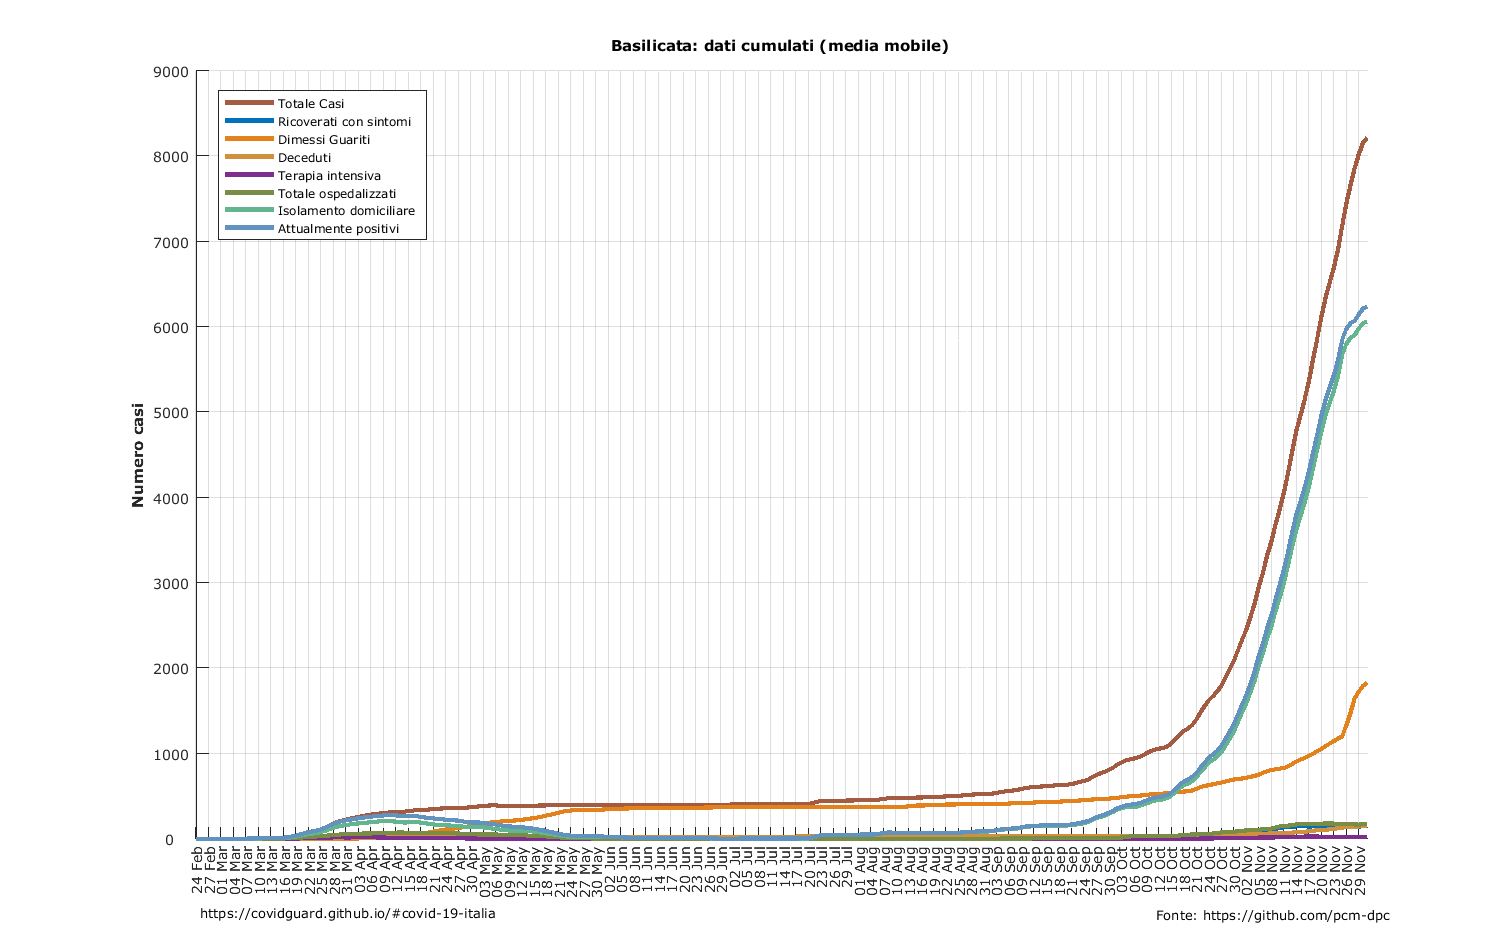 Basilicata: dati cumulati (media mobile)
9000
8000
7000
6000
5000
4000
3000
2000
1000
0
Numero casi
Totale Casi
Ricoverati con sintomi
Dimessi Guariti
Deceduti
Terapia intensiva
Totale ospedalizzati
Isolamento domiciliare
Attualmente positivi
24 Feb
27 Feb
01 Mar
04 Mar
07 Mar
10 Mar
13 Mar
16 Mar
19 Mar
22 Mar
25 Mar
28 Mar
31 Mar
03 Apr
06 Apr
09 Apr
12 Apr
15 Apr
18 Apr
21 Apr
24 Apr
27 Apr
30 Apr
03 May
06 May
09 May
12 May
15 May
18 May
21 May
24 May
27 May
30 May
02 Jun
05 Jun
08 Jun
11 Jun
14 Jun
17 Jun
20 Jun
23 Jun
26 Jun
29 Jun
02 Jul
05 Jul
08 Jul
11 Jul
14 Jul
17 Jul
20 Jul
23 Jul
26 Jul
29 Jul
01 Aug
04 Aug
07 Aug
10 Aug
13 Aug
16 Aug
19 Aug
22 Aug
25 Aug
28 Aug
31 Aug
03 Sep
06 Sep
09 Sep
12 Sep
15 Sep
18 Sep
21 Sep
24 Sep
27 Sep
30 Sep
03 Oct
06 Oct
09 Oct
12 Oct
15 Oct
18 Oct
21 Oct
24 Oct
27 Oct
30 Oct
02 Nov
05 Nov
08 Nov
11 Nov
14 Nov
17 Nov
20 Nov
23 Nov
26 Nov
29 Nov
https://covidguard.github.io/#covid-19-italia
Fonte: https://github.com/pcm-dpc